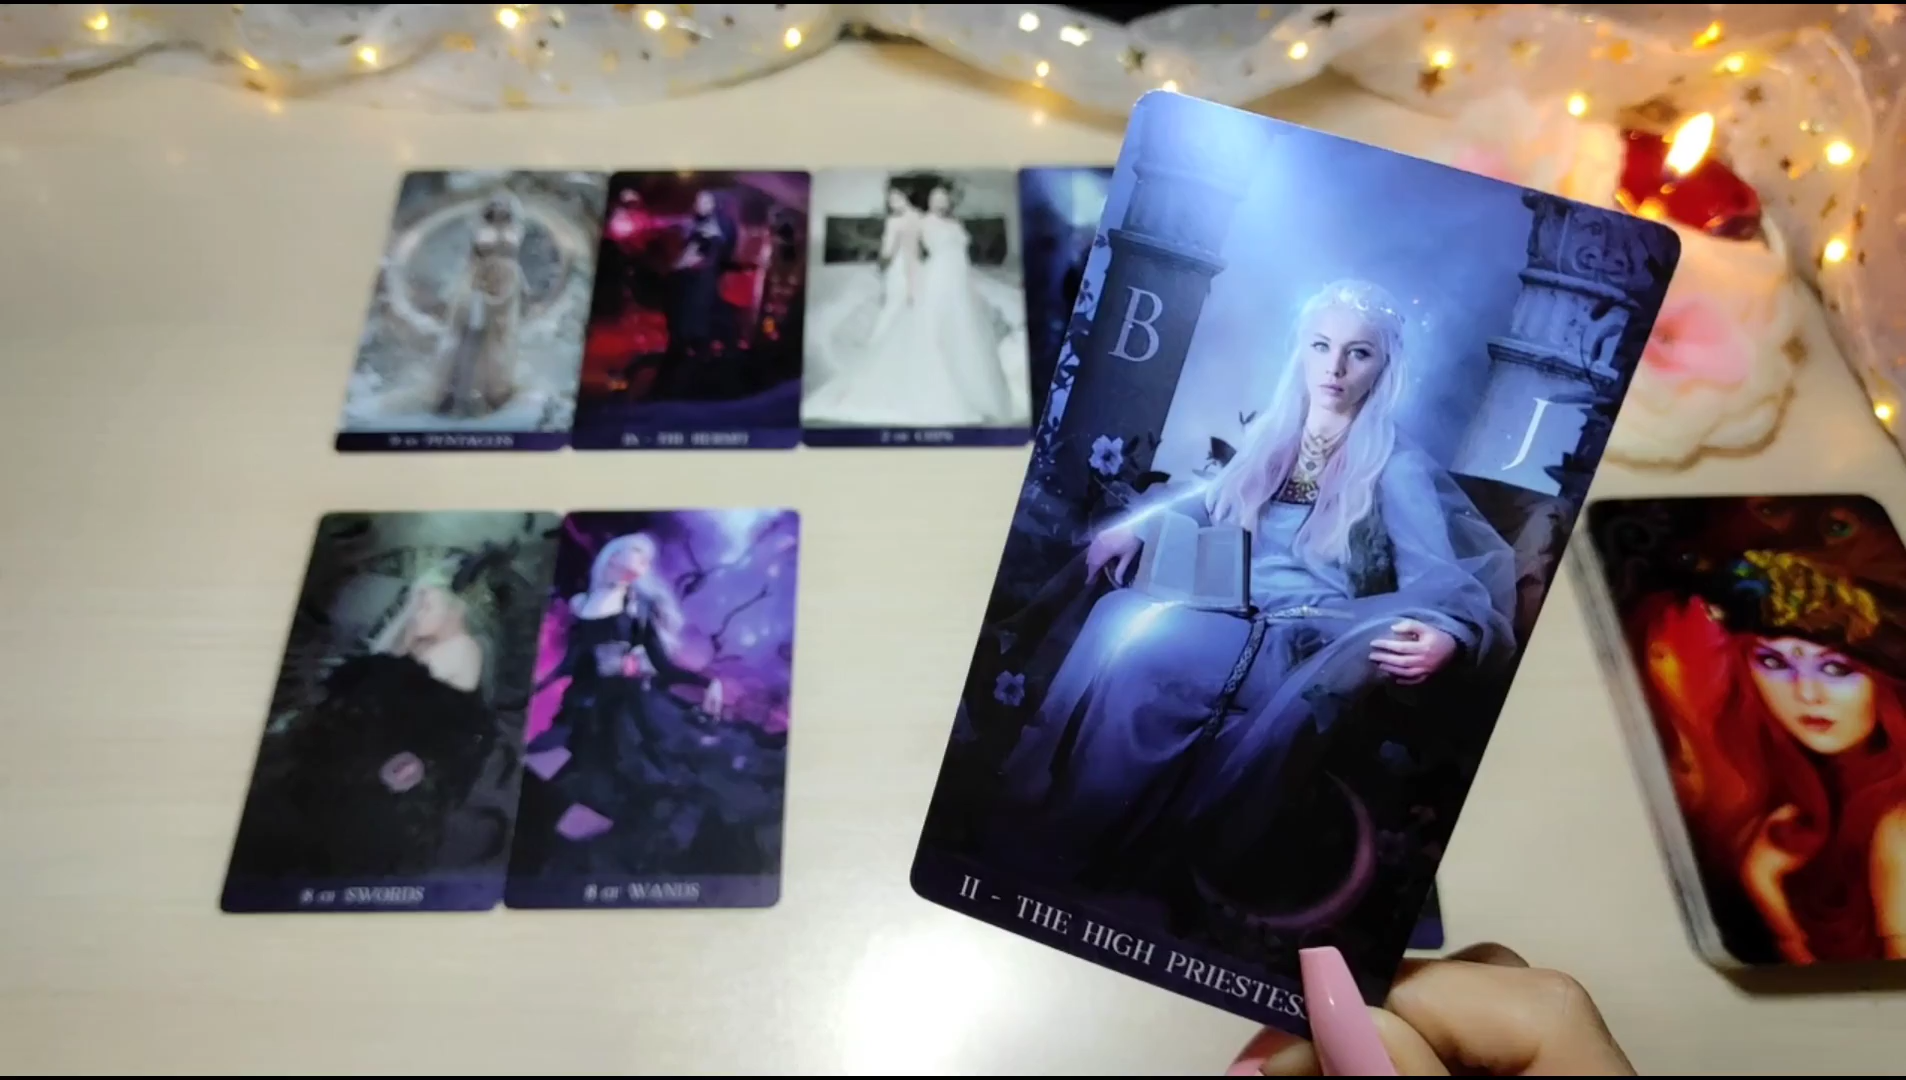 IX - THE HERMIT
2 OF CUPS
B
J
8 OF SWORDS
8 OF WANDS
II - THE HIGH PRIESTESS